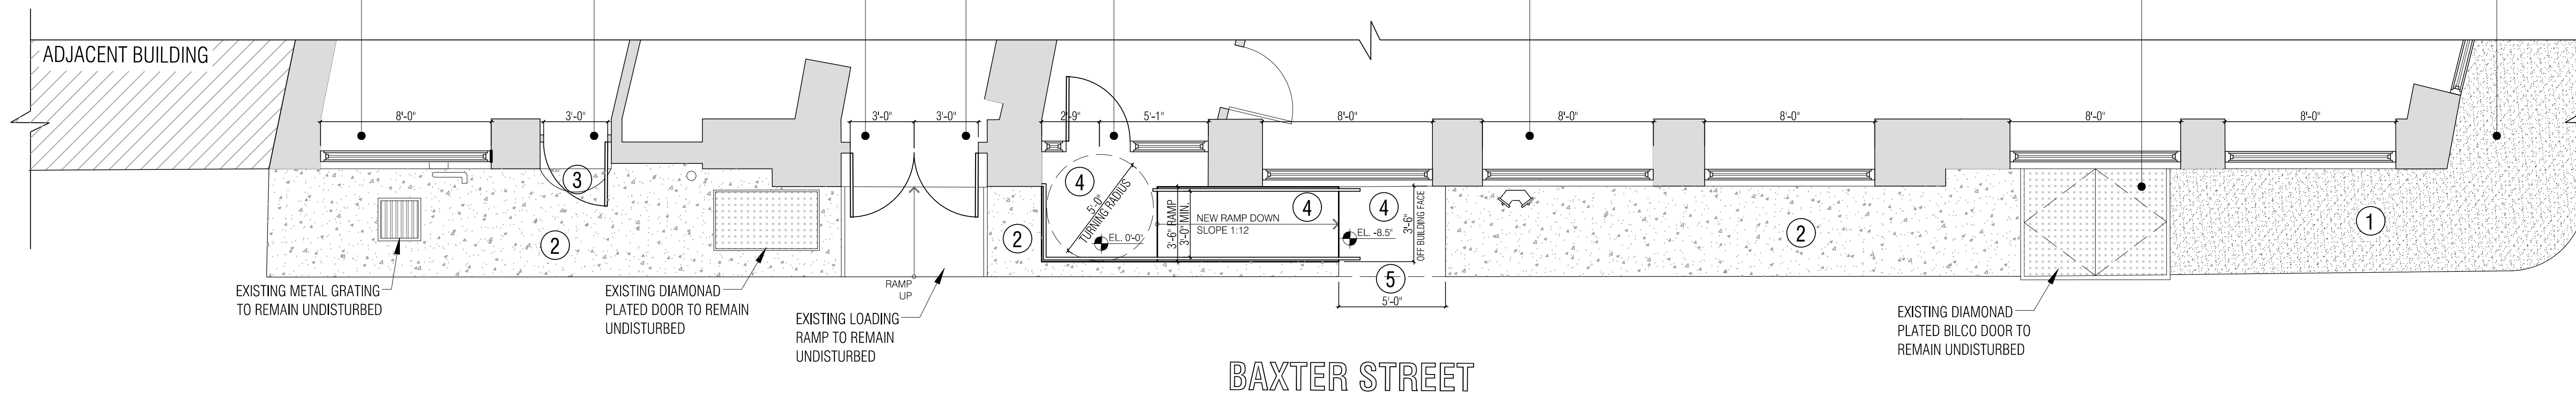 ADJACENT BUILDING
8'-0"
3'-0"
3'-0"
3'-0"
2'-9"
5'-1"
8'-0"
8'-0"
8'-0"
8'-0"
8'-0"
3
4
5'-0"
TURNING RADIUS
EL. 0'-0"
3'-6" RAMP
3'-0" MIN.
NEW RAMP DOWN
SLOPE 1:12
4
4
EL. -8.5"
3'-6"
OFF BUILDING FACE
2
2
2
1
5
5'-0"
RAMP
UP
EXISTING METAL GRATING
TO REMAIN UNDISTURBED
EXISTING DIAMONAD
PLATED DOOR TO REMAIN
UNDISTURBED
EXISTING LOADING
RAMP TO REMAIN
UNDISTURBED
EXISTING DIAMONAD
PLATED BILCO DOOR TO
REMAIN UNDISTURBED
BAXTER STREET